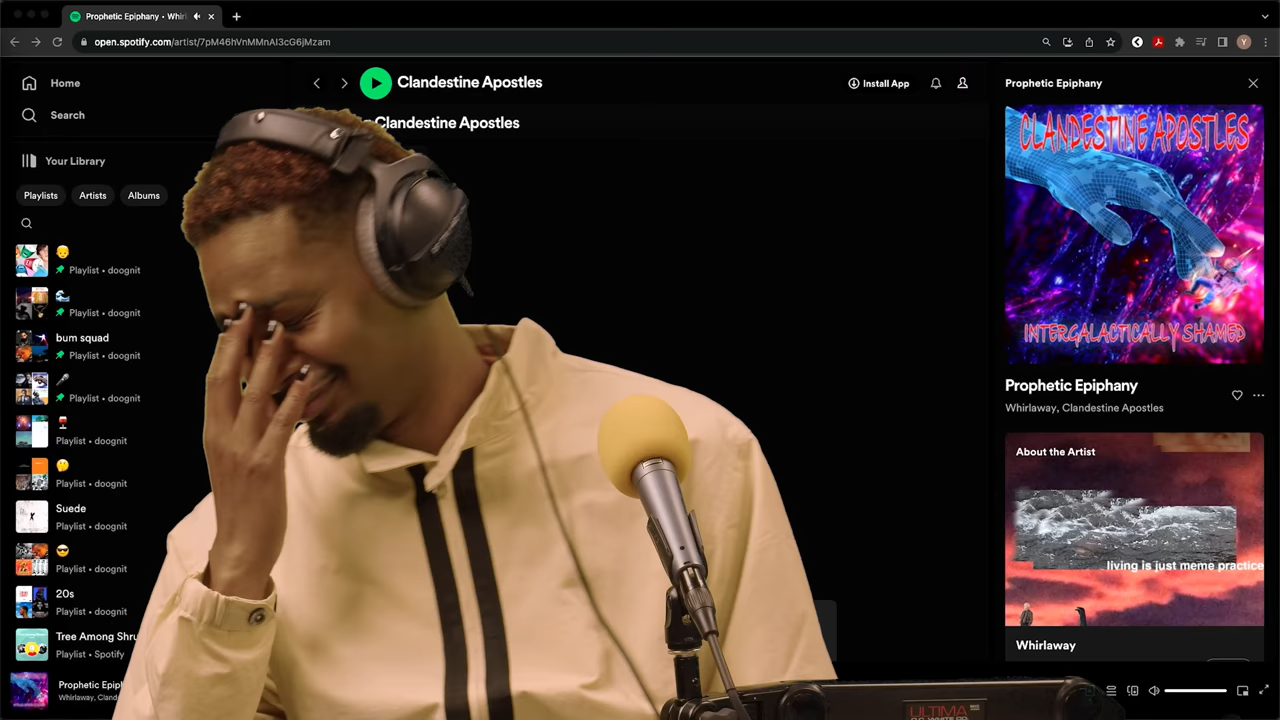 Prophetic Epiphany • Whirl
open.spotify.com/artist/7pM46hVnMMnAI3cG6jMzam
Y
Home
Search
Your Library
Playlists
Artists
Albums
Playlist • doognit
Playlist • doognit
bum squad
Playlist • doognit
Playlist • doognit
Playlist • doognit
Playlist • doognit
Suede
Playlist • doognit
Playlist • doognit
20s
Playlist • doognit
Tree Among Shru
Playlist • Spotify
Prophetic Epiph
Whirlaway, Cland
Clandestine Apostles
Install App
Clandestine Apostles
Prophetic Epiphany
CLANDESTINE APOSTLES
INTERGALACTICALLY SHAMED
Prophetic Epiphany
Whirlaway, Clandestine Apostles
About the Artist
living is just meme practice
Whirlaway
ULTIMA